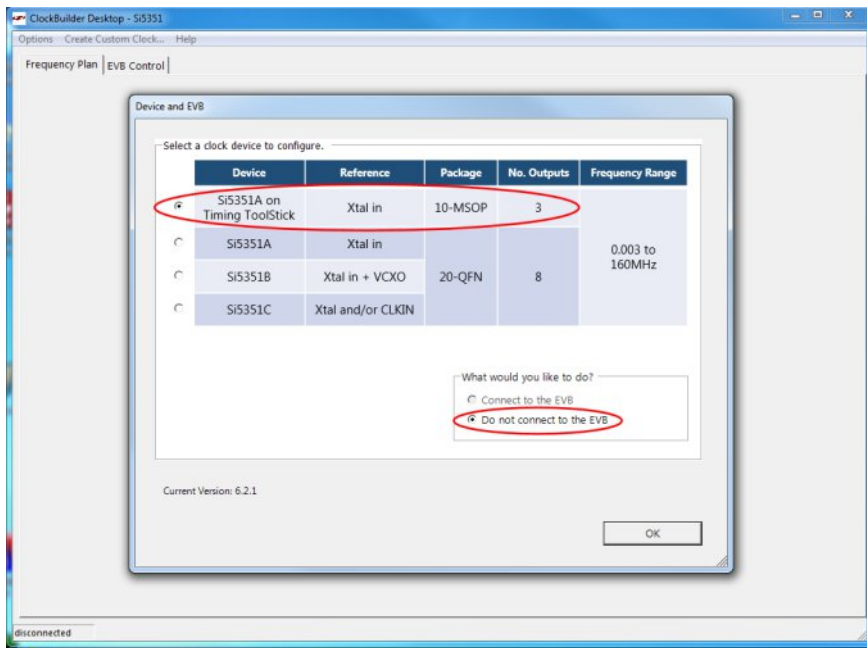 ClockBuilder Desktop - Si5351
Options Create Custom Clock... Help
Frequency Plan EVB Control
Device and EVB
Select a clock device to configure.
Device Reference Package No. Outputs Frequency Range
Si5351A on
Timing ToolStick
Xtal in 10-MSOP 3
Si5351A Xtal in
Si5351B Xtal in + VCXO
Si5351C Xtal and/or CLKIN
20-QFN 8
0.003 to
160MHz
What would you like to do?
Connect to the EVB
Do not connect to the EVB
Current Version: 6.2.1
OK
disconnected